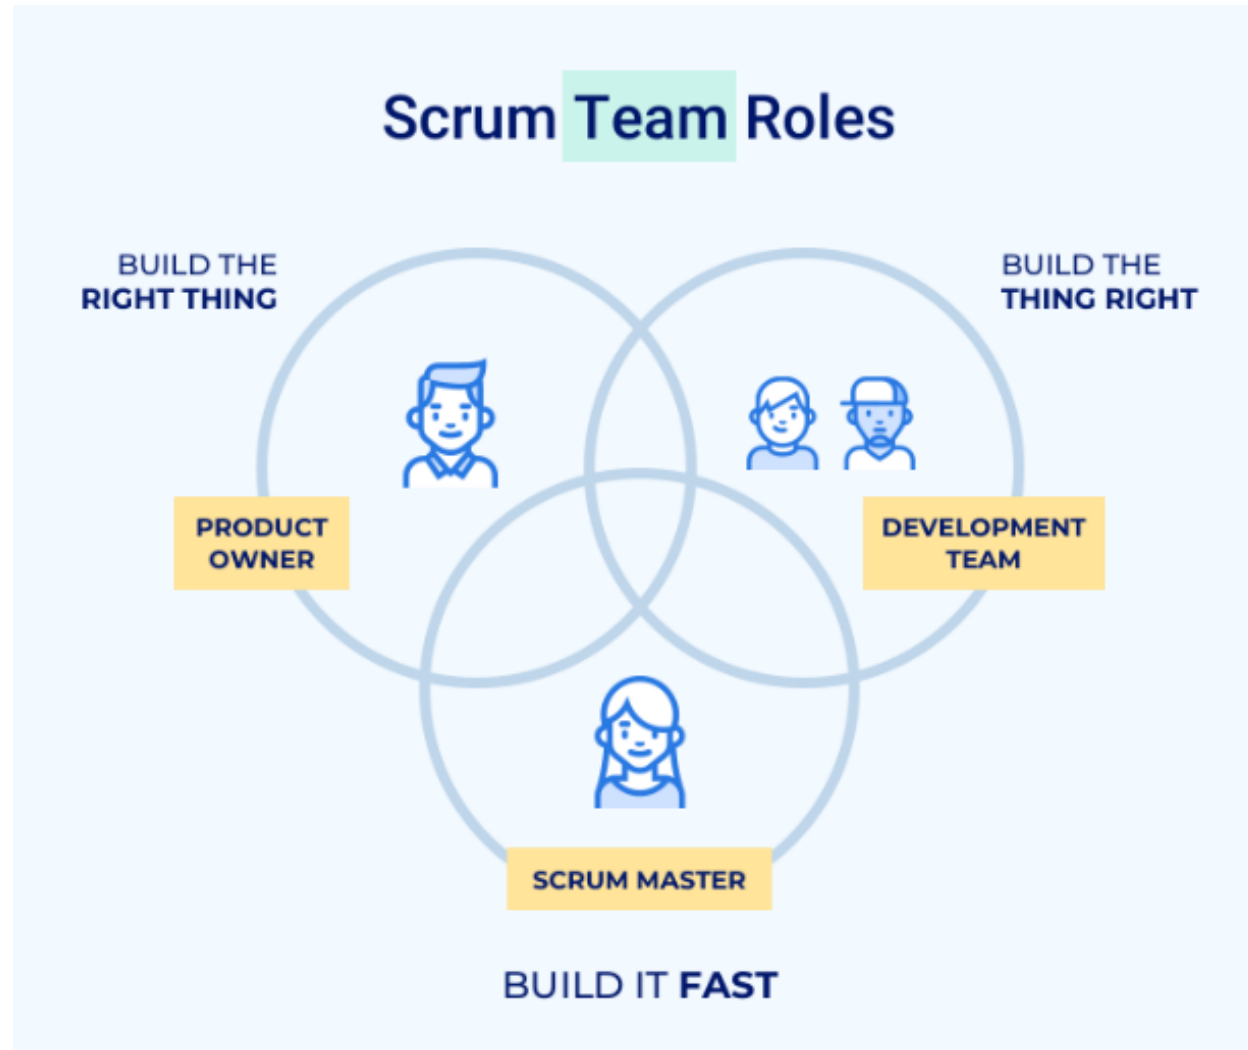 Scrum Team Roles
BUILD THE
RIGHT THING
BUILD THE
THING RIGHT
PRODUCT
OWNER
DEVELOPMENT
TEAM
SCRUM MASTER
BUILD IT FAST